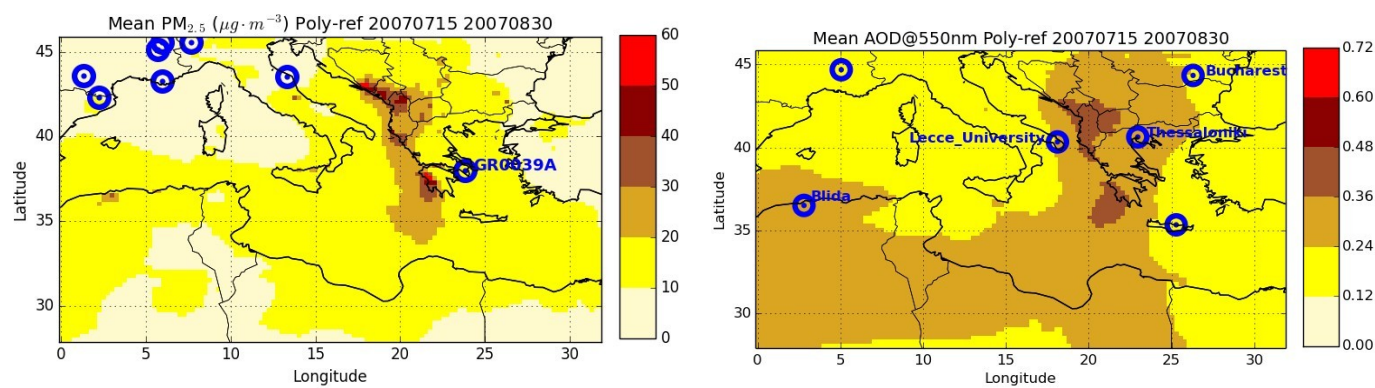 Mean PM2.5 (μg·m−3) Poly-ref 20070715 20070830
Latitude
45
40
35
30
0 5 10 15 20 25 30
Longitude
GR0039A
60
50
40
30
20
10
0
Mean AOD@550nm Poly-ref 20070715 20070830
Latitude
45
40
35
30
0 5 10 15 20 25 30
Longitude
Bucharest
Lecce_University
Thessaloniki
Blida
0.72
0.60
0.48
0.36
0.24
0.12
0.00